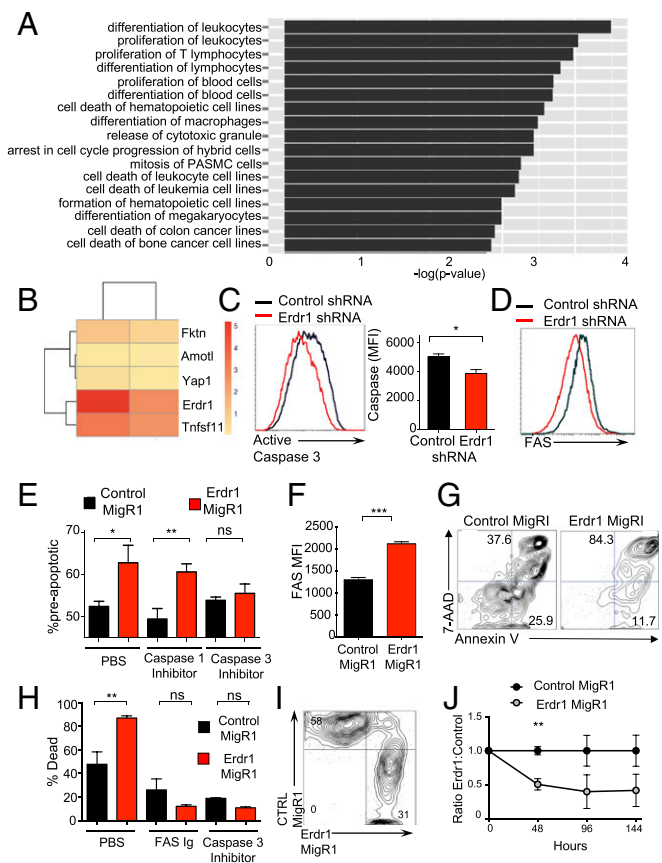 A
differentiation of leukocytes
proliferation of leukocytes
proliferation of T lymphocytes
differentiation of lymphocytes
proliferation of blood cells
differentiation of blood cells
cell death of hematopoietic cell lines
differentiation of macrophages
release of cytotoxic granule
arrest in cell cycle progression of hybrid cells
mitosis of PASMC cells
cell death of leukocyte cell lines
cell death of leukemia cell lines
formation of hematopoietic cell lines
differentiation of megakaryocytes
cell death of colon cancer lines
cell death of bone cancer cell lines
0 1 2 3 4
-log(p-value)
B
Fktn
Amotl
Yap1
Erdr1
Tnfsf11
5
4
3
2
1
C
Control shRNA
Erdr1 shRNA
Active
Caspase 3
Caspase (MFI)
6000
4000
2000
0
*
Control Erdr1
shRNA
D
Control shRNA
Erdr1 shRNA
FAS
E
Control
MigR1
Erdr1
MigR1
%pre-apoptotic
70
60
50
*
**
ns
PBS
Caspase 1
Inhibitor
Caspase 3
Inhibitor
F
FAS MFI
2500
2000
1500
1000
500
0
***
Control
MigR1
Erdr1
MigR1
G
Control MigRI
Erdr1 MigRI
37.6
25.9
84.3
11.7
7-AAD
Annexin V
H
% Dead
100
80
60
40
20
0
**
ns
ns
Control
MigR1
Erdr1
MigR1
PBS
FAS Ig
Caspase 3
Inhibitor
I
CTRL
MigR1
58
0
31
Erdr1
MigR1
J
Control MigR1
Erdr1 MigR1
Ratio Erdr1:Control
1.5
1.0
0.5
0.0
**
0 48 96 144
Hours